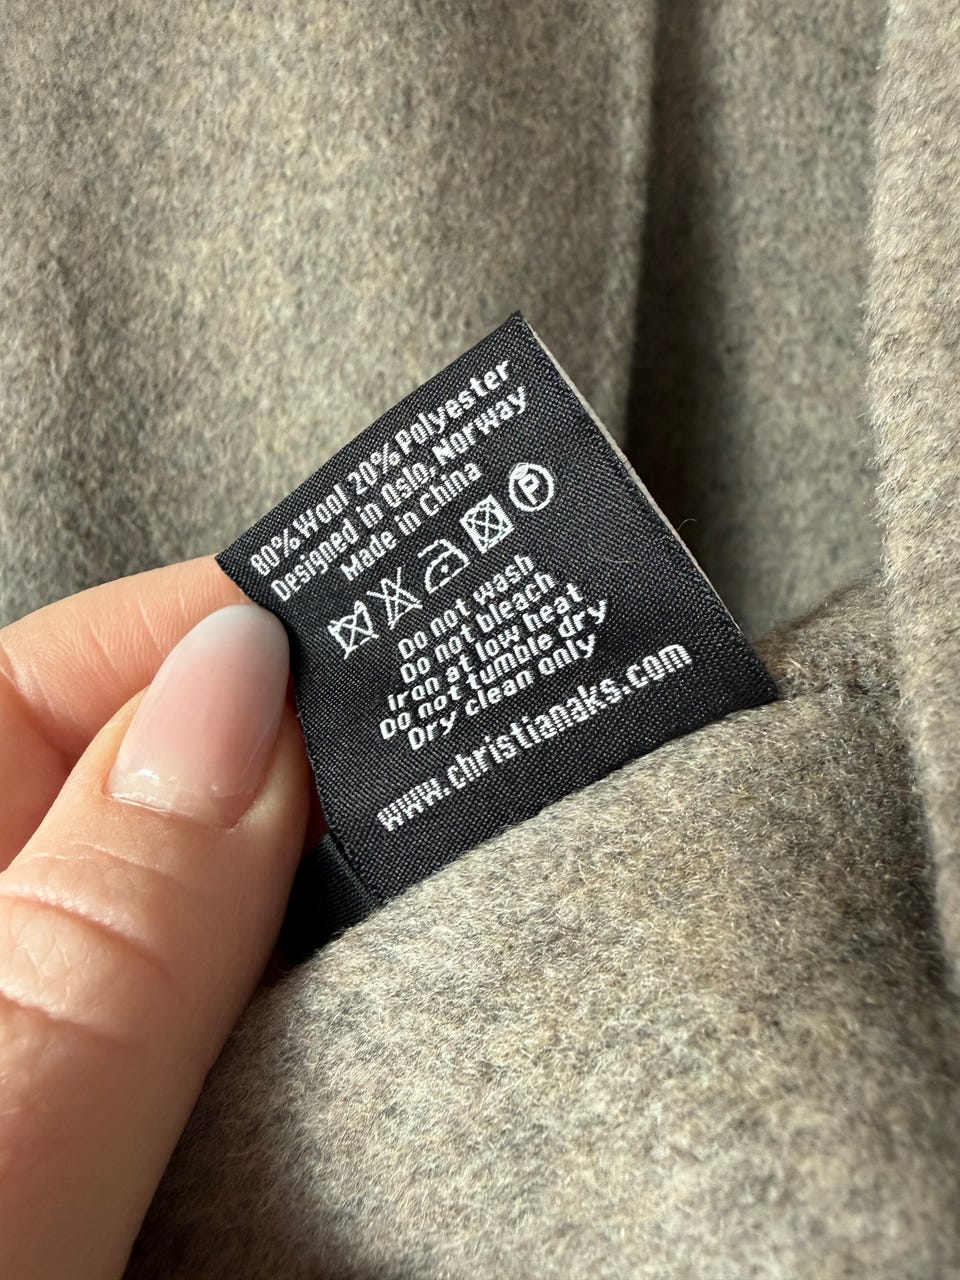 80% Wool 20% Polyester
Designed in Oslo, Norway
Made in China
P
Do not wash
Do not bleach
Iron at low heat
Do not tumble dry
Dry clean only
www.christianaks.com